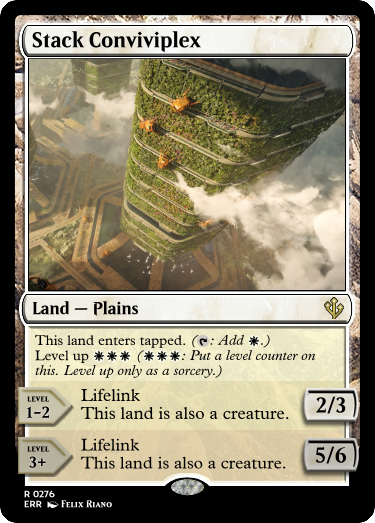 Stack Conviviplex
Land — Plains
This land enters tapped. (: Add .)
Level up (: Put a level counter on
this. Level up only as a sorcery.)
LEVEL
1-2
Lifelink
This land is also a creature.
2/3
LEVEL
3+
Lifelink
This land is also a creature.
5/6
R 0276
ERR Felix Riano